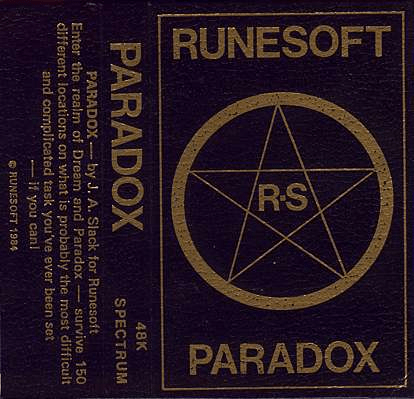 RUNESOFT
R-S
PARADOX
PARADOX
48K
SPECTRUM
PARADOX — by J. A. Slack for Runesoft
Enter the realm of Dream and Paradox — survive 150
different locations on what is probably the most difficult
and complicated task you've ever been set
— if you can!
© RUNESOFT 1984